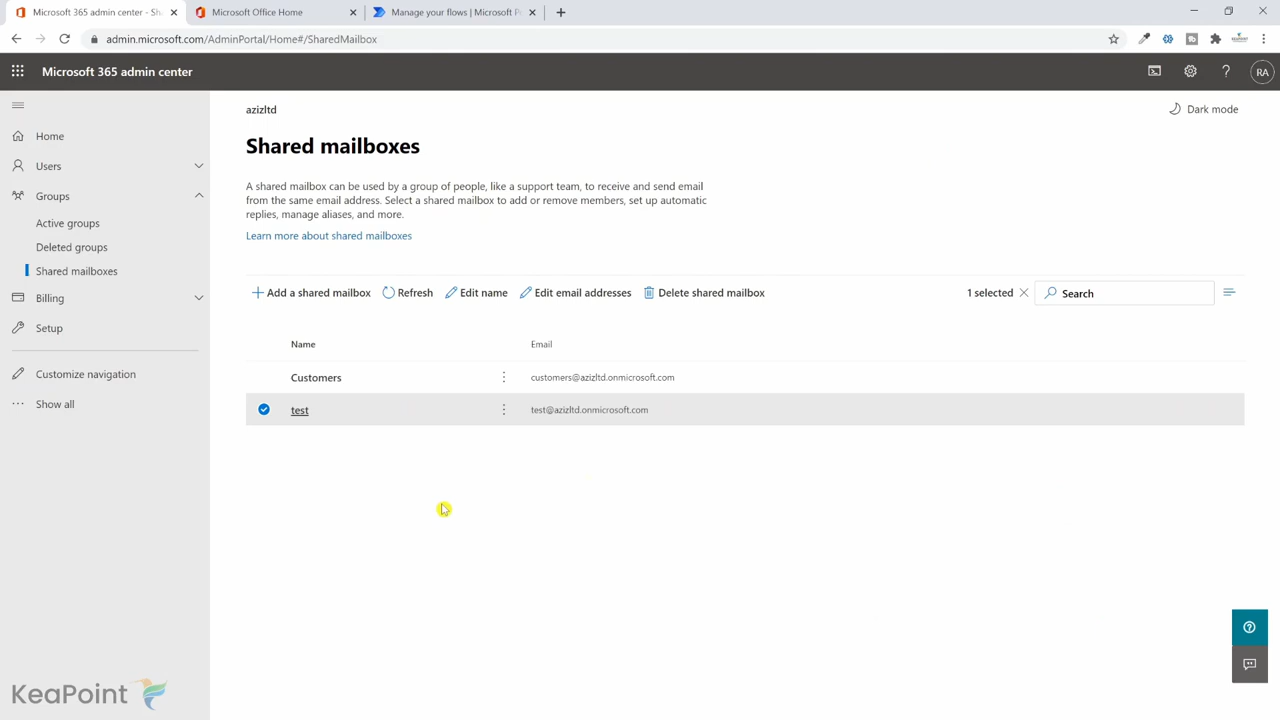 Microsoft 365 admin center - Sha
Microsoft Office Home
Manage your flows | Microsoft P
admin.microsoft.com/AdminPortal/Home#/SharedMailbox
Microsoft 365 admin center
RA
Home
Users
Groups
Active groups
Deleted groups
Shared mailboxes
Billing
Setup
Customize navigation
Show all
azizltd
Dark mode
Shared mailboxes
A shared mailbox can be used by a group of people, like a support team, to receive and send email
from the same email address. Select a shared mailbox to add or remove members, set up automatic
replies, manage aliases, and more.
Learn more about shared mailboxes
Add a shared mailbox Refresh Edit name Edit email addresses Delete shared mailbox 1 selected Search
Name Email
Customers customers@azizltd.onmicrosoft.com
test test@azizltd.onmicrosoft.com
KeaPoint